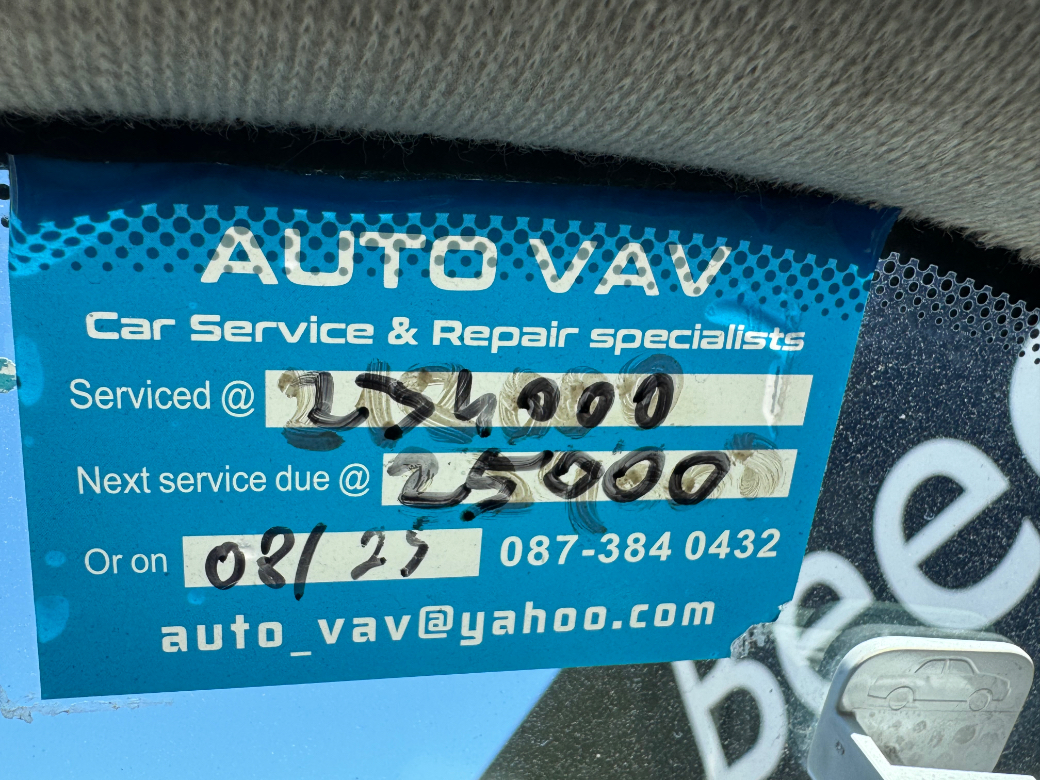 AUTO VAV
Car Service & Repair specialists
Serviced @ 254000
Next service due @ 25000
Or on 08/25 087-384 0432
auto_vav@yahoo.com